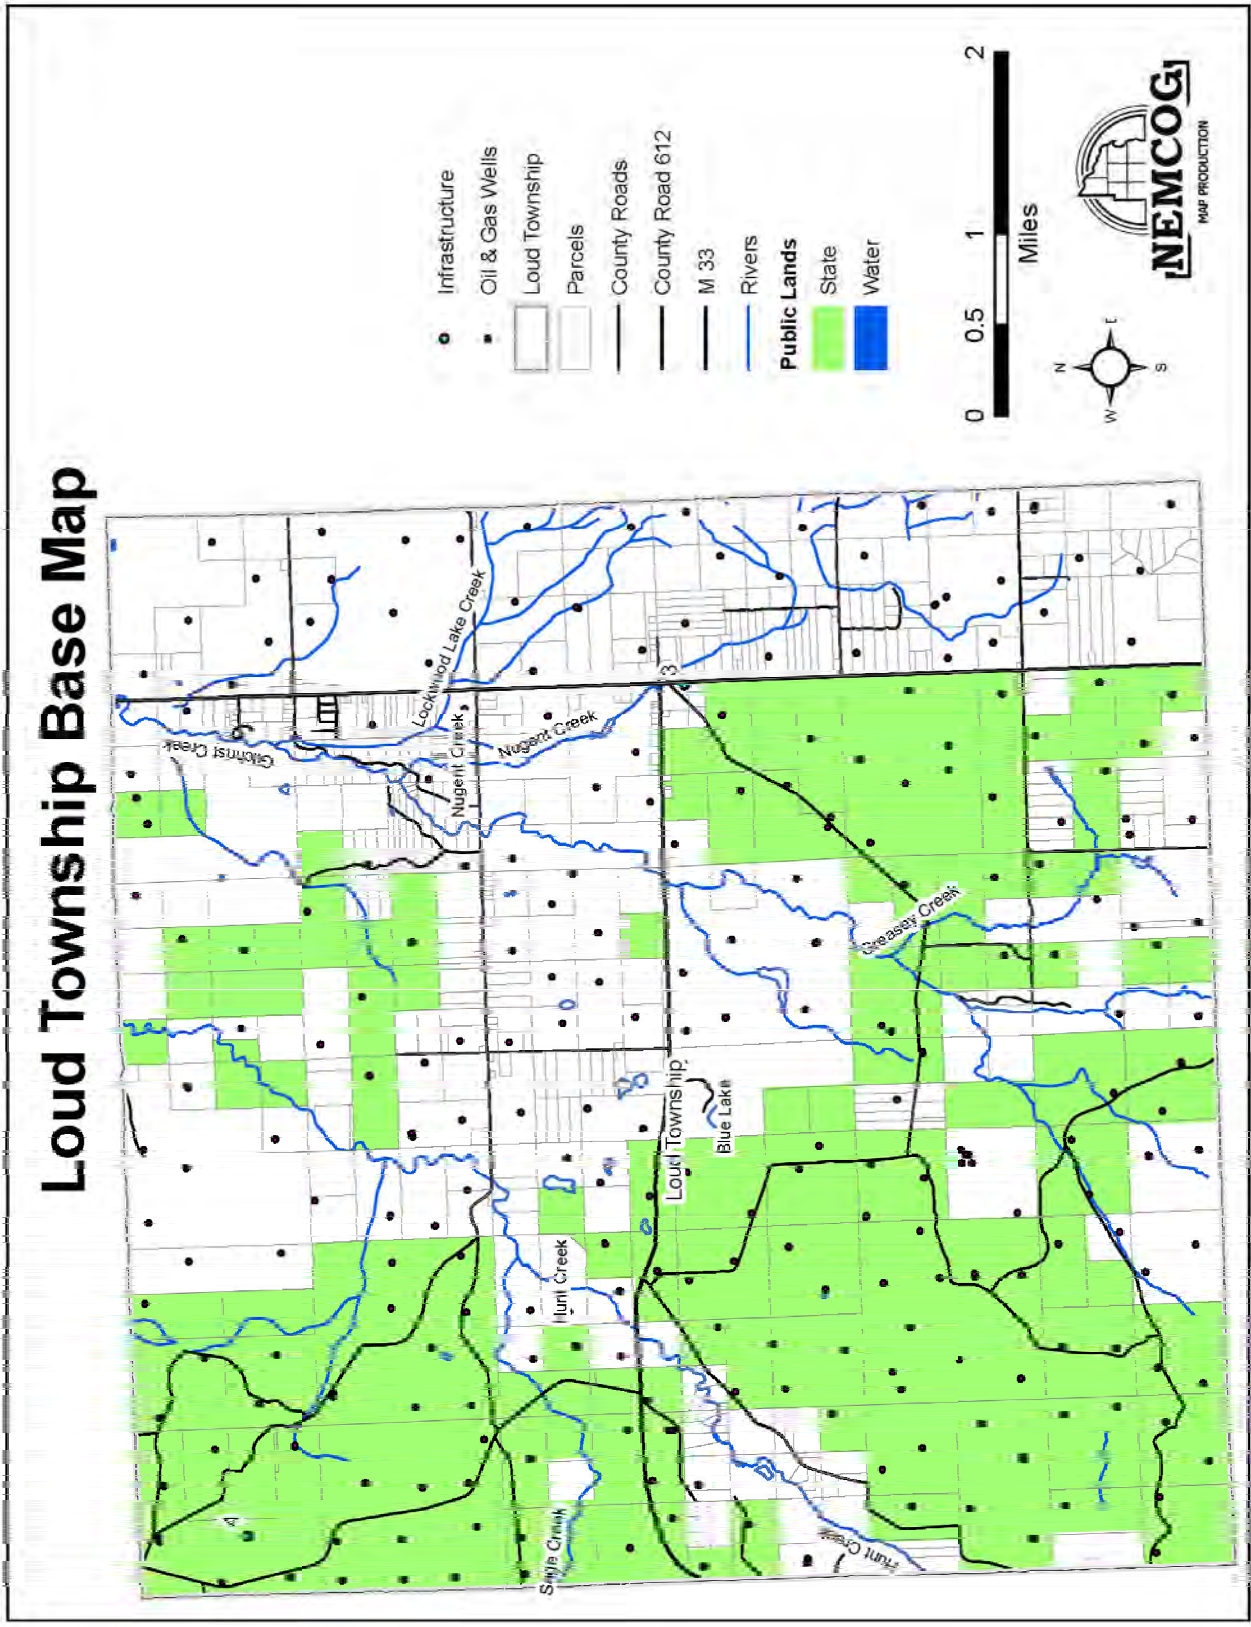 Loud Township Base Map
Gilchrist Creek
Lockwood Lake Creek
Nugent Creek
Nugent Creek
3
Greasey Creek
Loud Township
Blue Lake
Hunt Creek
Sage Creek
Hunt Creek
Infrastructure
Oil & Gas Wells
Loud Township
Parcels
County Roads
County Road 612
M 33
Rivers
Public Lands
State
Water
0 0.5 1 2
Miles
N
W E
S
NEMCOG
MAP PRODUCTION